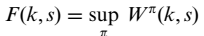 F(k, s) = sup W^π(k, s)
π